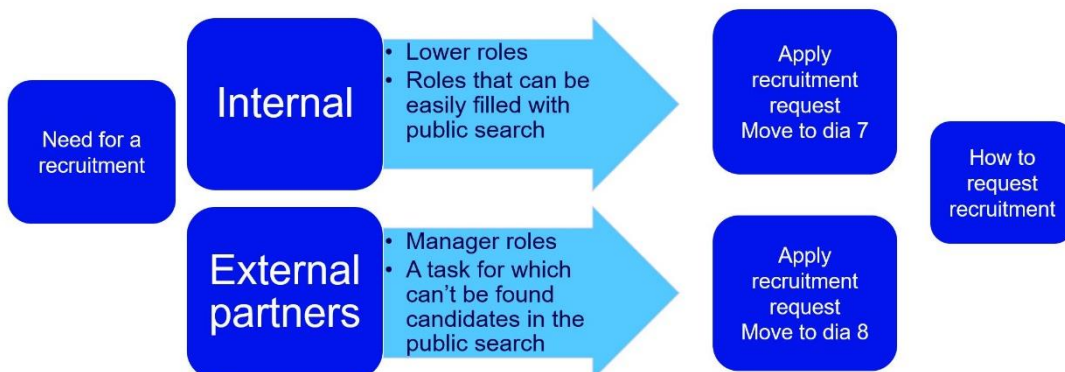 Need for a
recruitment
Internal
• Lower roles
• Roles that can be
easily filled with
public search
Apply
recruitment
request
Move to dia 7
External
partners
• Manager roles
• A task for which
can't be found
candidates in the
public search
Apply
recruitment
request
Move to dia 8
How to
request
recruitment